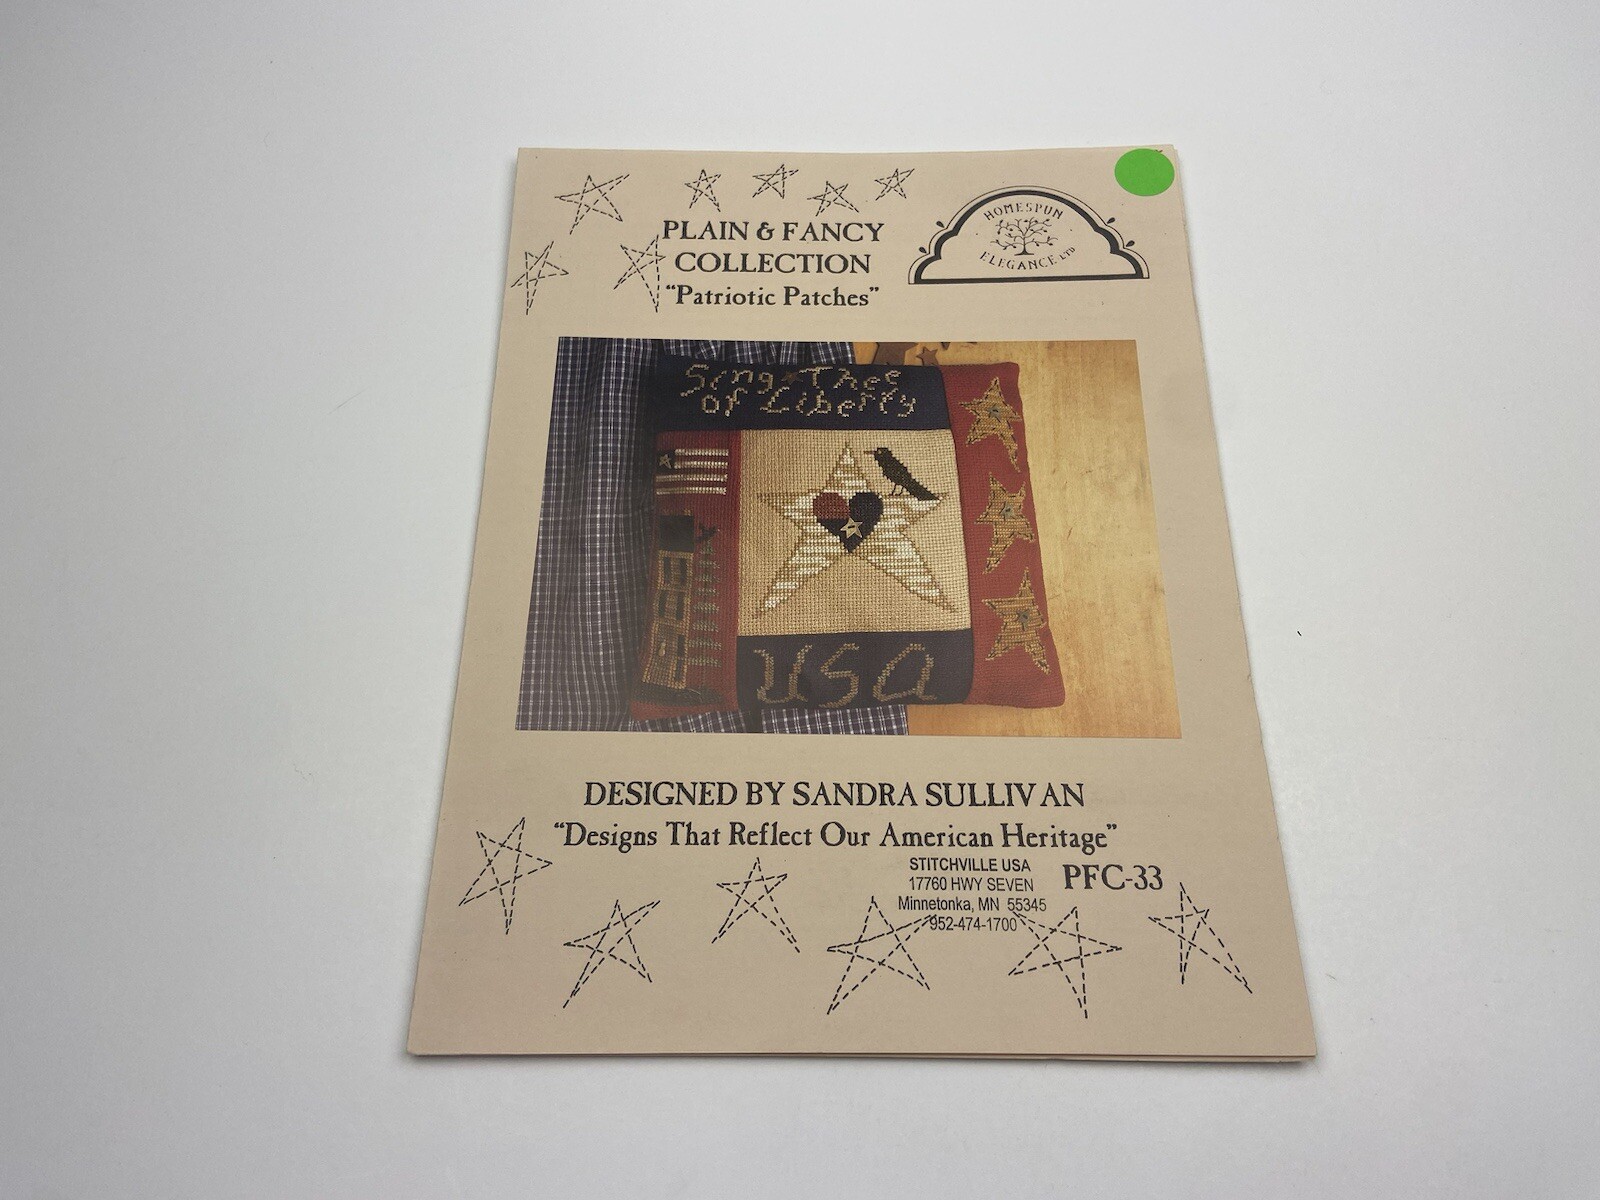 PLAIN & FANCY
COLLECTION
"Patriotic Patches"
HOMESPUN
ELEGANCE LTD
Sing Thee
of Liberty
USA
DESIGNED BY SANDRA SULLIVAN
"Designs That Reflect Our American Heritage"
STITCHVILLE USA
17760 HWY SEVEN
Minnetonka, MN 55345
952-474-1700
PFC-33